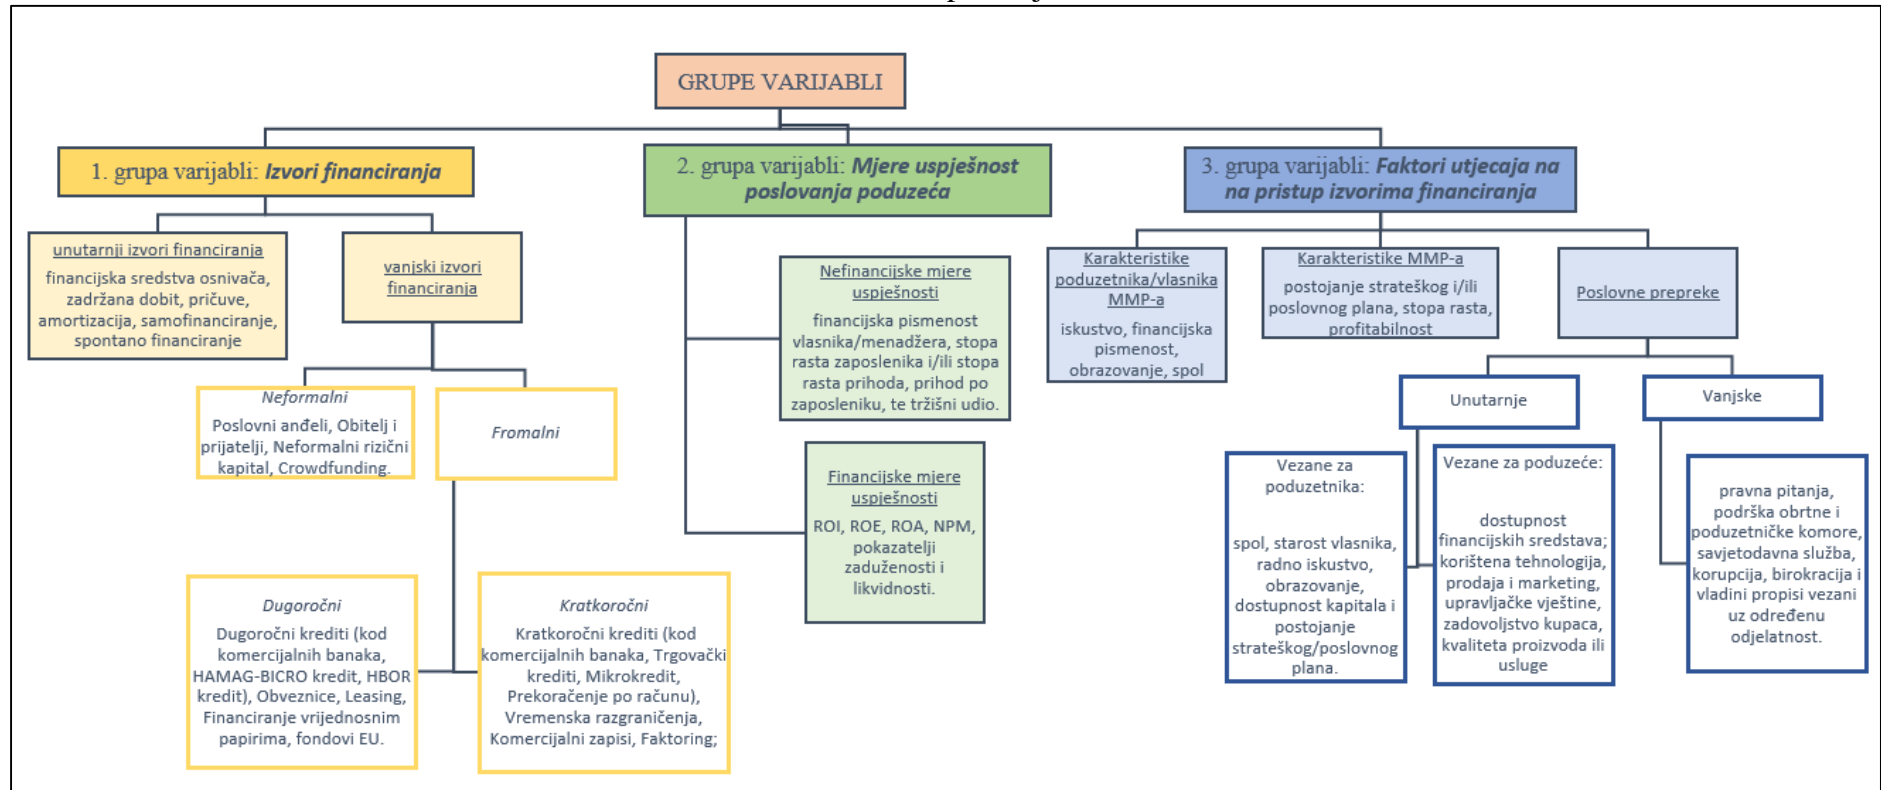 GRUPE VARIJABLI
1. grupa varijabli: Izvori financiranja
2. grupa varijabli: Mjere uspješnost
poslovanja poduzeća
3. grupa varijabli: Faktori utjecaja na
na pristup izvorima financiranja
unutarnji izvori financiranja
financijska sredstva osnivača,
zadržana dobit, pričuve,
amortizacija, samofinanciranje,
spontano financiranje
vanjski izvori
financiranja
Neformalni
Poslovni anđeli, Obitelj i
prijatelji, Neformalni rizični
kapital, Crowdfunding.
Fromalni
Dugoročni
Dugoročni krediti (kod
komercijalnih banaka,
HAMAG-BICRO kredit, HBOR
kredit), Obveznice, Leasing,
Financiranje vrijednosnim
papirima, fondovi EU.
Kratkoročni
Kratkoročni krediti (kod
komercijalnih banaka, Trgovački
krediti, Mikrokredit,
Prekoračenje po računu),
Vremenska razgraničenja,
Komercijalni zapisi, Faktoring;
Nefinancijske mjere
uspješnosti
financijska pismenost
vlasnika/menadžera, stopa
rasta zaposlenika i/ili stopa
rasta prihoda, prihod po
zaposleniku, te tržišni udio.
Financijske mjere
uspješnosti
ROI, ROE, ROA, NPM,
pokazatelji
zaduženosti i
likvidnosti.
Karakteristike
poduzetnika/vlasnika
MMP-a
iskustvo, financijska
pismenost,
obrazovanje, spol
Karakteristike MMP-a
postojanje strateškog i/ili
poslovnog plana, stopa rasta,
profitabilnost
Poslovne prepreke
Unutarnje
Vanjske
Vezane za
poduzetnika:
spol, starost vlasnika,
radno iskustvo,
obrazovanje,
dostupnost kapitala i
postojanje
strateškog/poslovnog
plana.
Vezane za poduzeće:
dostupnost
financijskih sredstava;
korištena tehnologija,
prodaja i marketing,
upravljačke vještine,
zadovoljstvo kupaca,
kvaliteta proizvoda ili
usluge
pravna pitanja,
podrška obrtne i
poduzetničke komore,
savjetodavna služba,
korupcija, birokracija i
vladini propisi vezani
uz određenu
odjelatnost.